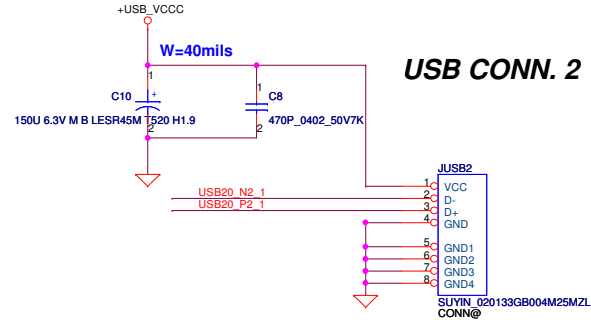 +USB_VCCC
W=40mils
USB CONN. 2
1
C10
+
150U 6.3V M B LESR45M T520 H1.9
2
1
C8
470P_0402_50V7K
2
JUSB2
1 VCC
USB20_N2_1
2 D-
USB20_P2_1
3 D+
4 GND
5 GND1
6 GND2
7 GND3
8 GND4
SUYIN_020133GB004M25MZL
CONN@